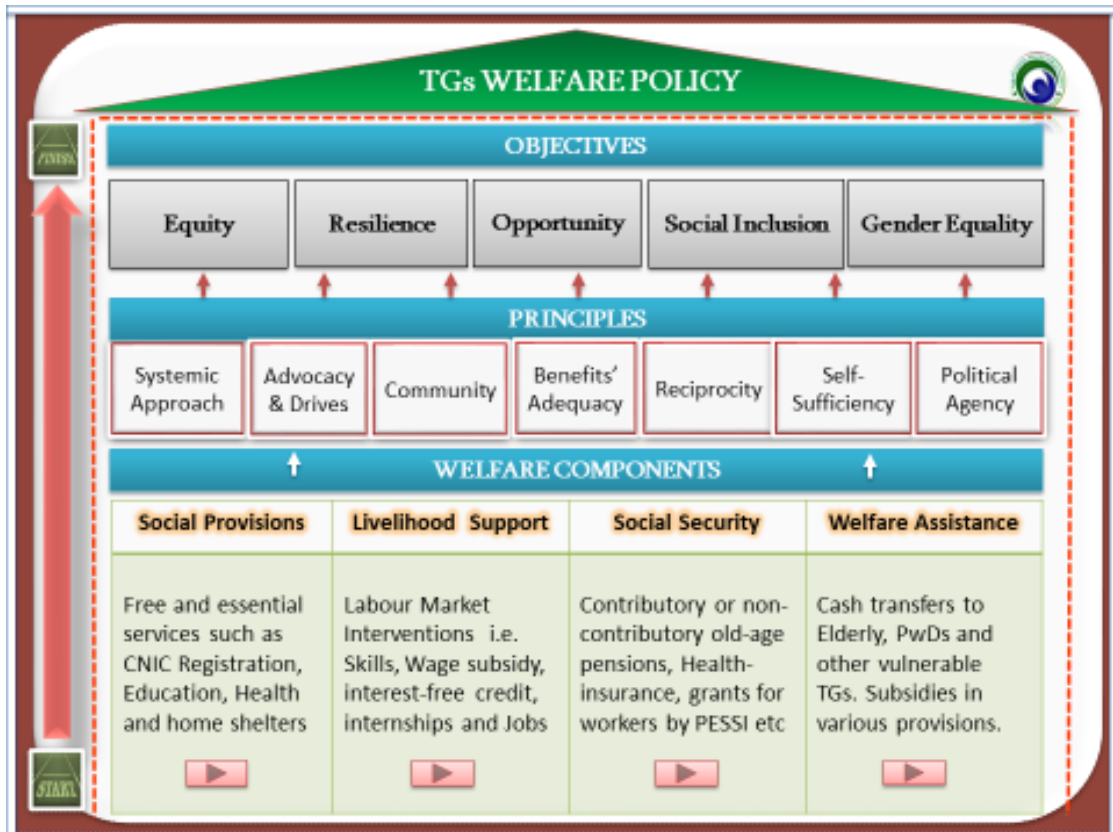 TGs WELFARE POLICY
FINISH
OBJECTIVES
Equity
Resilience
Opportunity
Social Inclusion
Gender Equality
PRINCIPLES
Systemic
Approach
Advocacy
& Drives
Community
Benefits'
Adequacy
Reciprocity
Self-
Sufficiency
Political
Agency
WELFARE COMPONENTS
Social Provisions
Free and essential
services such as
CNIC Registration,
Education, Health
and home shelters
Livelihood Support
Labour Market
Interventions i.e.
Skills, Wage subsidy,
interest-free credit,
internships and Jobs
Social Security
Contributory or non-
contributory old-age
pensions, Health-
insurance, grants for
workers by PESSI etc
Welfare Assistance
Cash transfers to
Elderly, PwDs and
other vulnerable
TGs. Subsidies in
various provisions.
START